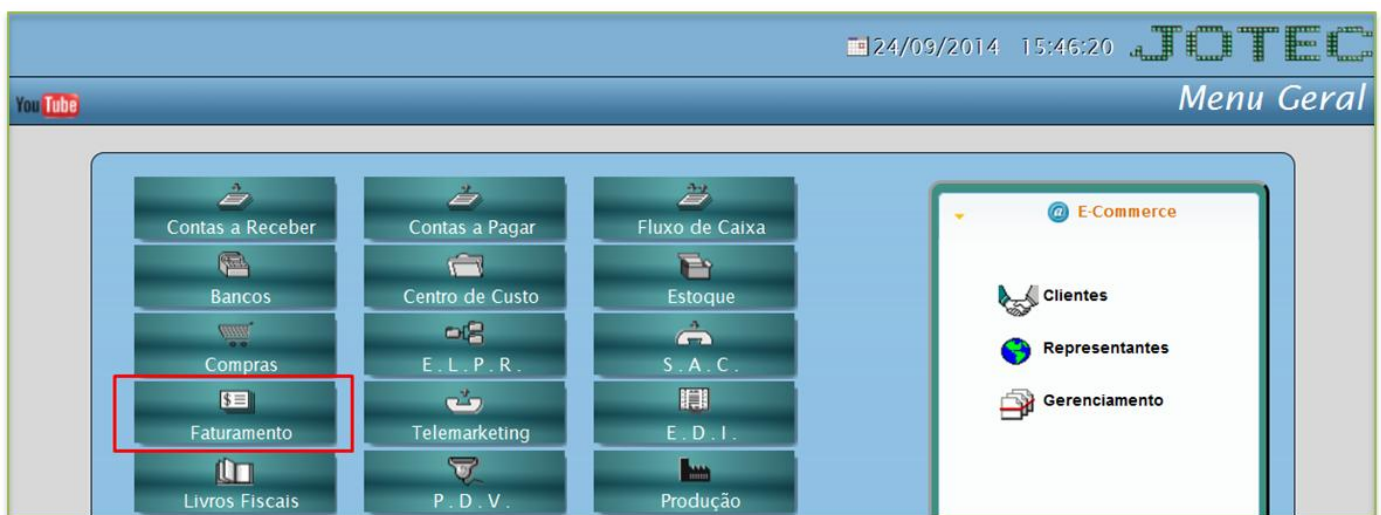 24/09/2014 15:46:20 JOTEC
You Tube
Menu Geral
Contas a Receber
Contas a Pagar
Fluxo de Caixa
Bancos
Centro de Custo
Estoque
Compras
E.L.P.R.
S.A.C.
Faturamento
Telemarketing
E.D.I.
Livros Fiscais
P.D.V.
Produção
@ E-Commerce
Clientes
Representantes
Gerenciamento